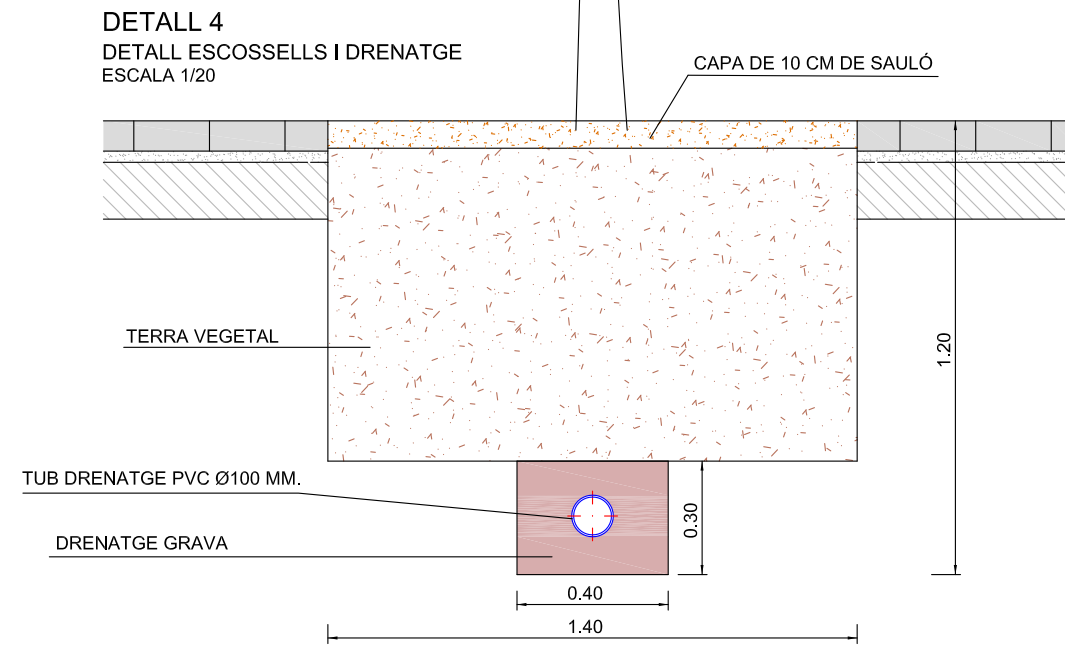 DETALL 4
DETALL ESCOSSELLS I DRENATGE
ESCALA 1/20
CAPA DE 10 CM DE SAULÓ
TERRA VEGETAL
1.20
TUB DRENATGE PVC Ø100 MM.
0.30
DRENATGE GRAVA
0.40
1.40